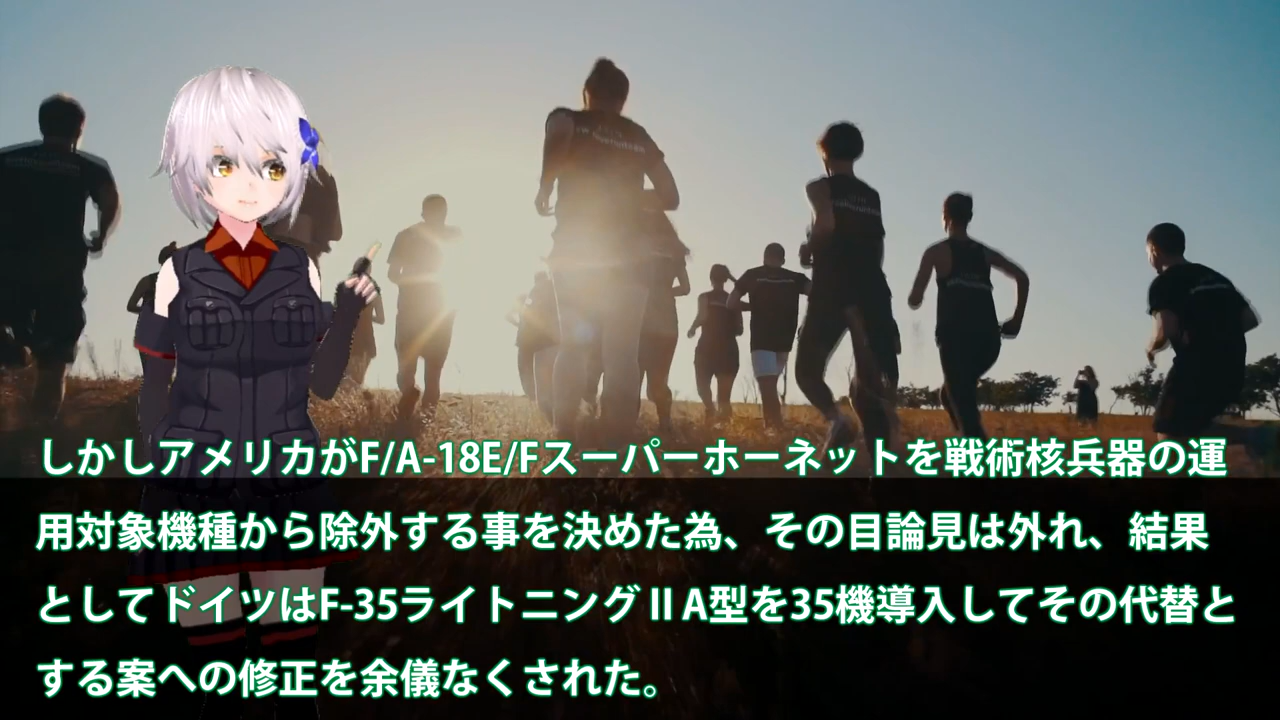 しかしアメリカがF/A-18E/Fスーパーホーネットを戦術核兵器の運
用対象機種から除外する事を決めた為、その目論見は外れ、結果
としてドイツはF-35ライトニングⅡA型を35機導入してその代替と
する案への修正を余儀なくされた。